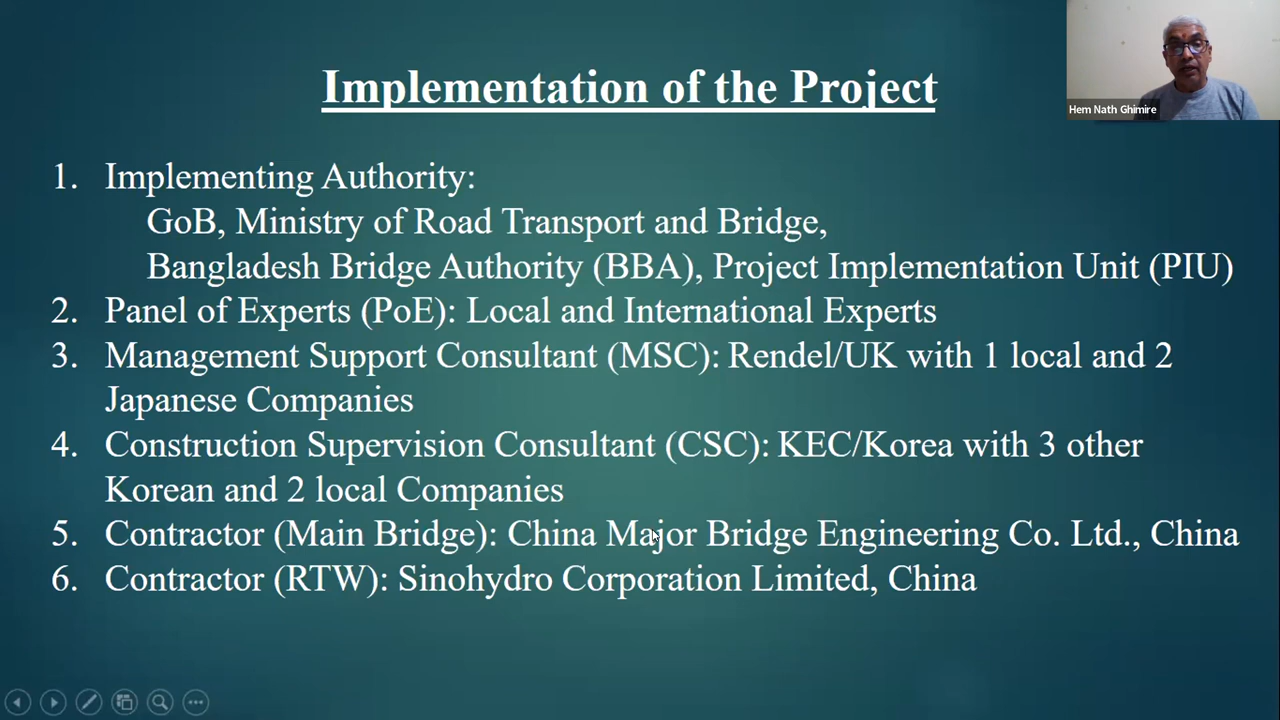 Implementation of the Project
Hem Nath Ghimire
1. Implementing Authority:
GoB, Ministry of Road Transport and Bridge,
Bangladesh Bridge Authority (BBA), Project Implementation Unit (PIU)
2. Panel of Experts (PoE): Local and International Experts
3. Management Support Consultant (MSC): Rendel/UK with 1 local and 2
Japanese Companies
4. Construction Supervision Consultant (CSC): KEC/Korea with 3 other
Korean and 2 local Companies
5. Contractor (Main Bridge): China Major Bridge Engineering Co. Ltd., China
6. Contractor (RTW): Sinohydro Corporation Limited, China